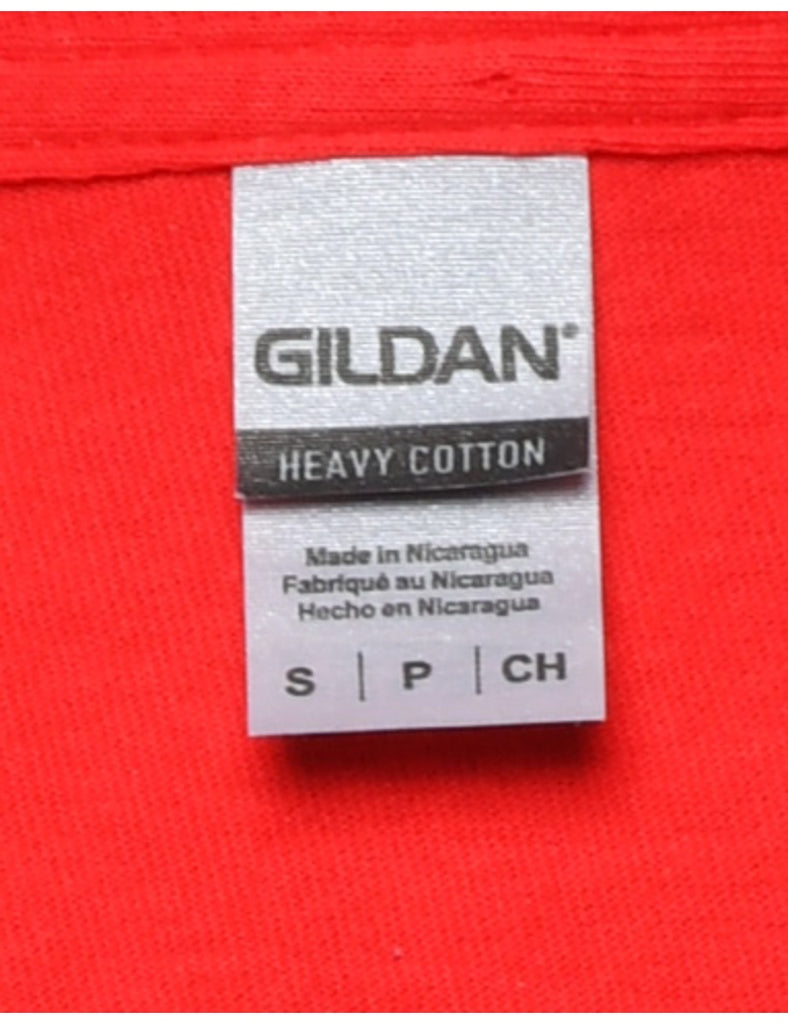 GILDAN®
HEAVY COTTON
Made in Nicaragua
Fabriqué au Nicaragua
Hecho en Nicaragua
S | P | CH